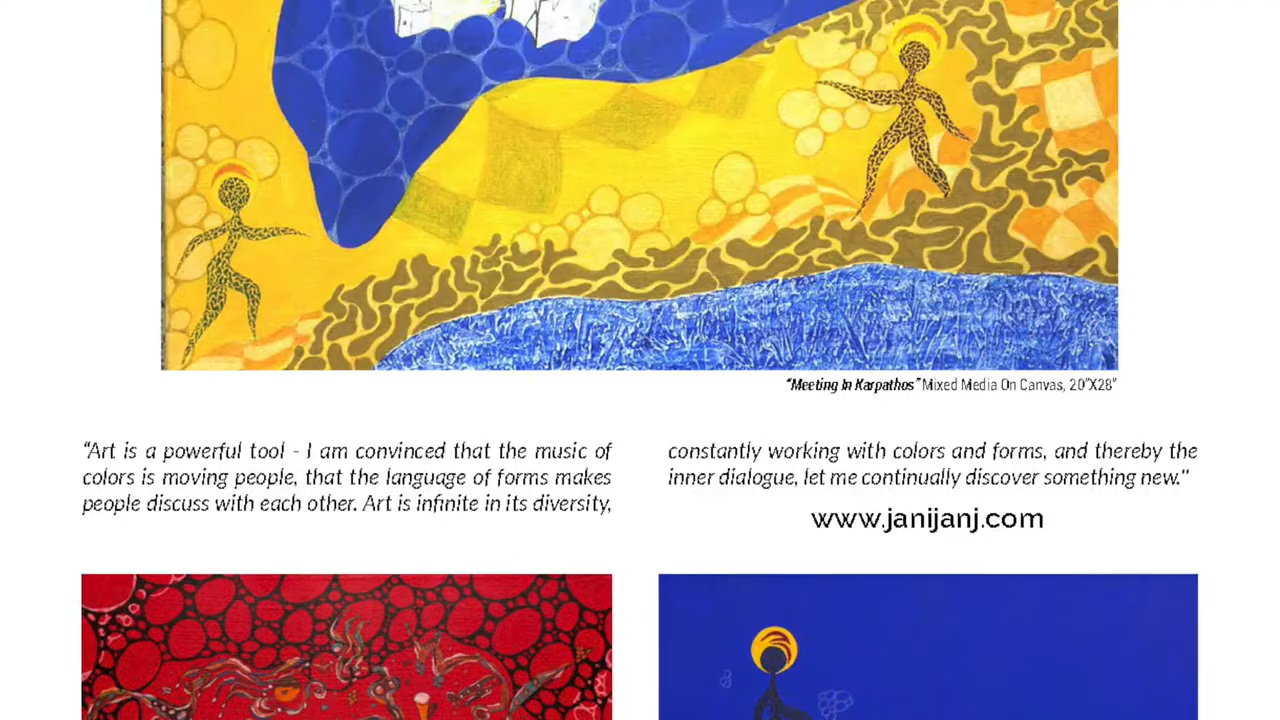 "Meeting In Karpathos" Mixed Media On Canvas, 20"X28"
"Art is a powerful tool - I am convinced that the music of
colors is moving people, that the language of forms makes
people discuss with each other. Art is infinite in its diversity,
constantly working with colors and forms, and thereby the
inner dialogue, let me continually discover something new."
www.janijanj.com